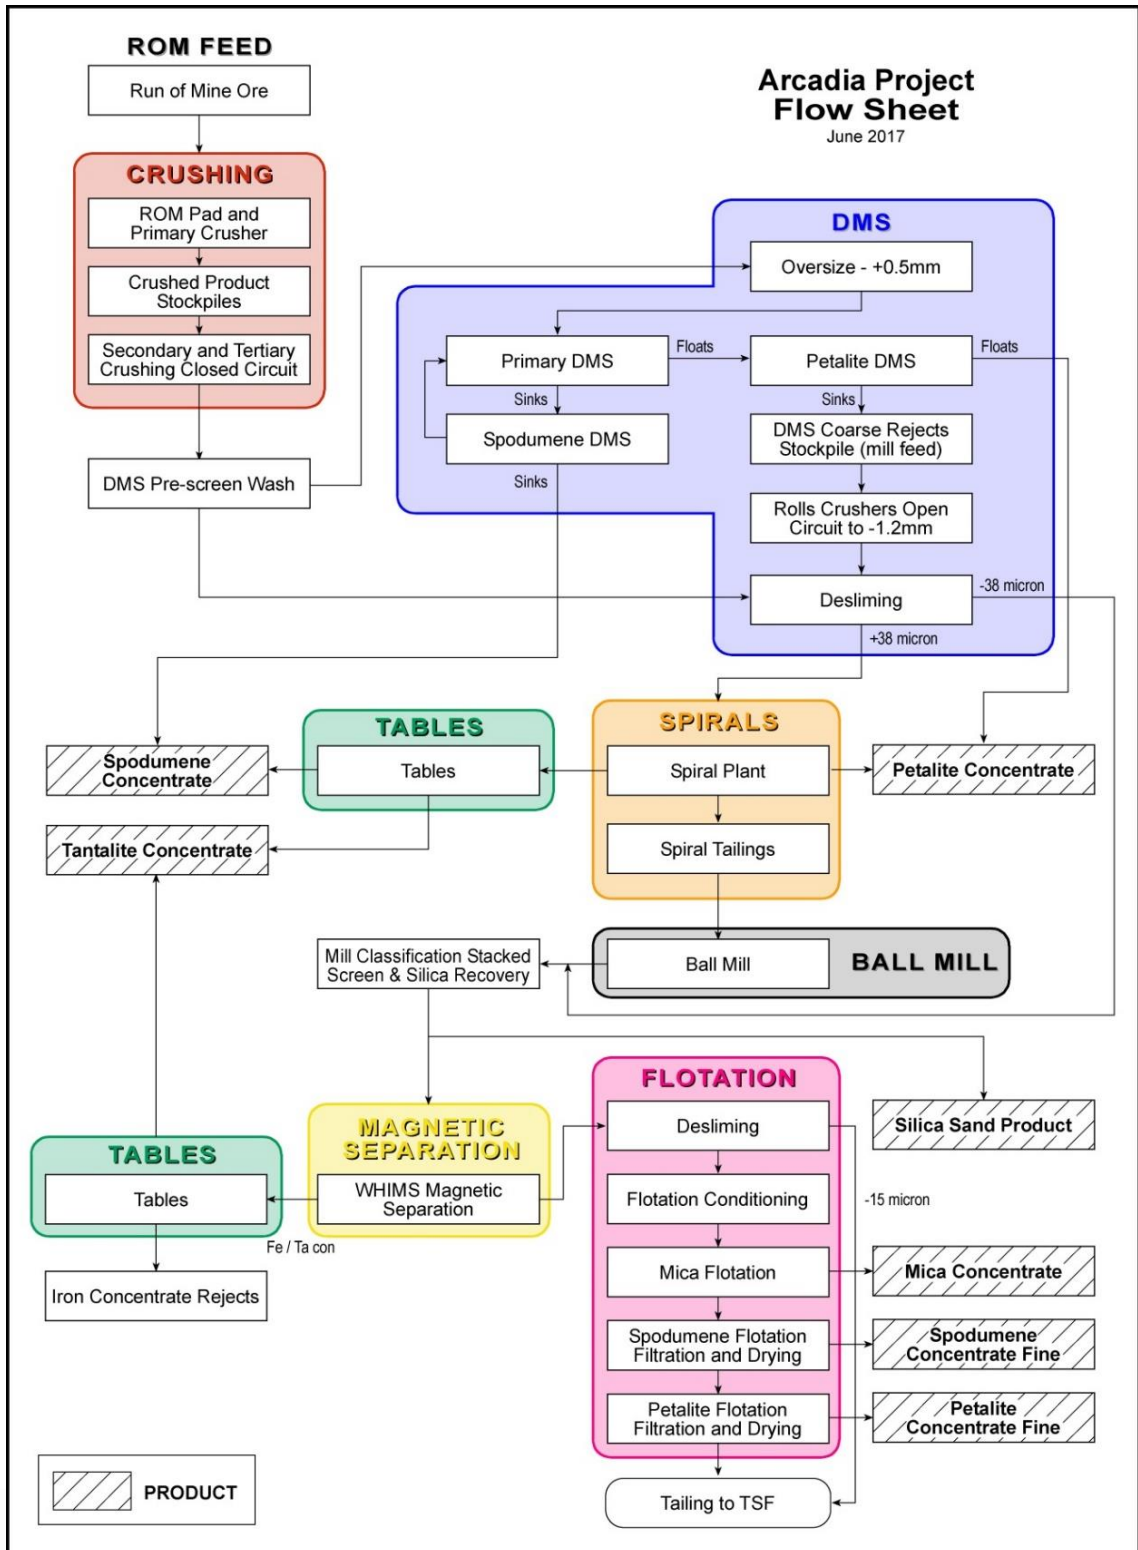 ROM FEED
Run of Mine Ore
Arcadia Project
Flow Sheet
June 2017
CRUSHING
ROM Pad and
Primary Crusher
Crushed Product
Stockpiles
Secondary and Tertiary
Crushing Closed Circuit
DMS Pre-screen Wash
DMS
Oversize - +0.5mm
Primary DMS
Floats
Petalite DMS
Floats
Sinks
Sinks
Spodumene DMS
DMS Coarse Rejects
Stockpile (mill feed)
Sinks
Rolls Crushers Open
Circuit to -1.2mm
Desliming
-38 micron
+38 micron
TABLES
Tables
SPIRALS
Spiral Plant
Spiral Tailings
Spodumene
Concentrate
Petalite Concentrate
Tantalite Concentrate
Mill Classification Stacked
Screen & Silica Recovery
Ball Mill
BALL MILL
FLOTATION
Desliming
Silica Sand Product
MAGNETIC
SEPARATION
WHIMS Magnetic
Separation
TABLES
Tables
Fe / Ta con
Iron Concentrate Rejects
Flotation Conditioning
-15 micron
Mica Flotation
Mica Concentrate
Spodumene Flotation
Filtration and Drying
Spodumene
Concentrate Fine
Petalite Flotation
Filtration and Drying
Petalite
Concentrate Fine
Tailing to TSF
PRODUCT